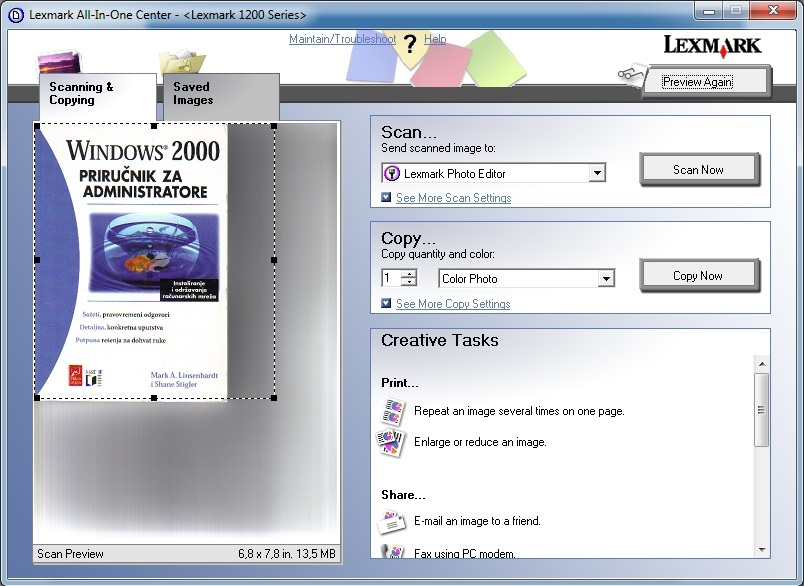 Lexmark All-In-One Center - <Lexmark 1200 Series>
Maintain/Troubleshoot ? Help
LEXMARK
Scanning &
Copying
Saved
Images
Preview Again
WINDOWS® 2000
PRIRUČNIK ZA
ADMINISTRATORE
Instaliranje
i održavanje
računarskih mreža
Sažeti, pravovremeni odgovori
Detaljna, konkretna uputstva
Potpuna rešenja na dohvat ruke
Mark A. Linsenbardt
i Shane Stigler
Scan Preview
6,8 x 7,8 in. 13,5 MB
Scan...
Send scanned image to:
Lexmark Photo Editor
Scan Now
See More Scan Settings
Copy...
Copy quantity and color:
1
Color Photo
Copy Now
See More Copy Settings
Creative Tasks
Print...
Repeat an image several times on one page.
Enlarge or reduce an image.
Share...
E-mail an image to a friend.
Fax using PC modem.